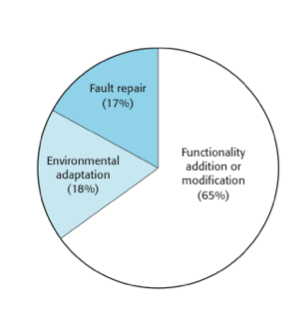 Fault repair
(17%)
Environmental
adaptation
(18%)
Functionality
addition or
modification
(65%)